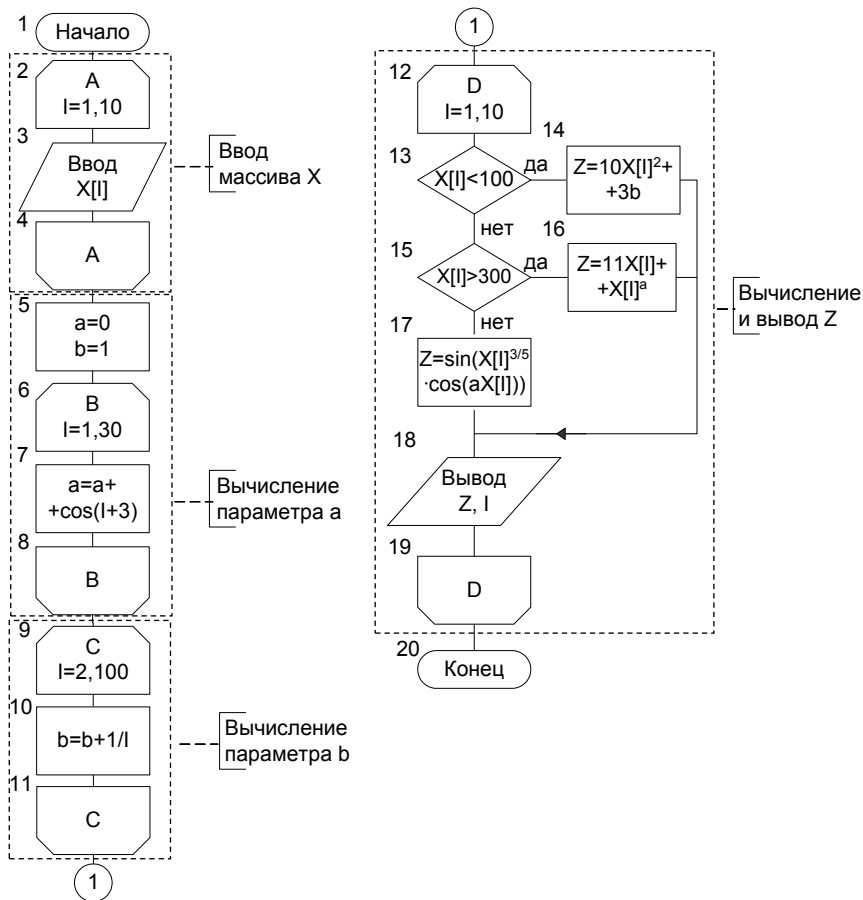 1
Начало
2
A
I=1,10
3
Ввод
X[I]
Ввод
массива X
4
A
5
a=0
b=1
6
B
I=1,30
7
a=a+
+cos(I+3)
Вычисление
параметра a
8
B
9
C
I=2,100
10
b=b+1/I
Вычисление
параметра b
11
C
1
1
12
D
I=1,10
13
X[I]<100
да
14
Z=10X[I]²+
+3b
нет
15
X[I]>300
да
16
Z=11X[I]+
+X[I]ᵃ
нет
17
Z=sin(X[I]³ᐟ⁵
·cos(aX[I]))
Вычисление
и вывод Z
18
Вывод
Z, I
19
D
20
Конец